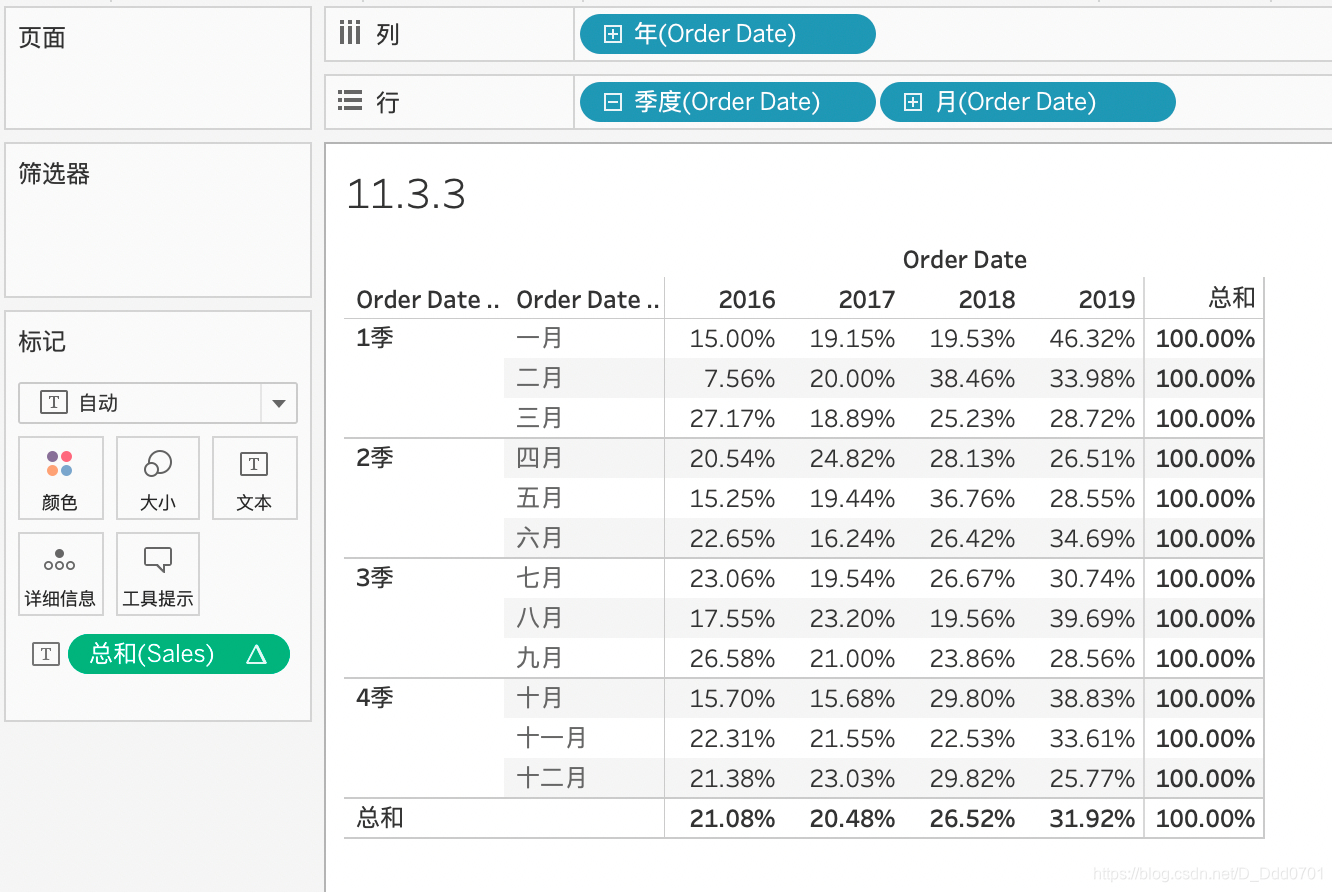 页面
列
年(Order Date)
行
季度(Order Date)
月(Order Date)
筛选器
标记
T 自动
颜色
大小
T
文本
详细信息
工具提示
T
总和(Sales) Δ
11.3.3
Order Date
Order Date .. Order Date .. 2016 2017 2018 2019 总和
1季 一月 15.00% 19.15% 19.53% 46.32% 100.00%
二月 7.56% 20.00% 38.46% 33.98% 100.00%
三月 27.17% 18.89% 25.23% 28.72% 100.00%
2季 四月 20.54% 24.82% 28.13% 26.51% 100.00%
五月 15.25% 19.44% 36.76% 28.55% 100.00%
六月 22.65% 16.24% 26.42% 34.69% 100.00%
3季 七月 23.06% 19.54% 26.67% 30.74% 100.00%
八月 17.55% 23.20% 19.56% 39.69% 100.00%
九月 26.58% 21.00% 23.86% 28.56% 100.00%
4季 十月 15.70% 15.68% 29.80% 38.83% 100.00%
十一月 22.31% 21.55% 22.53% 33.61% 100.00%
十二月 21.38% 23.03% 29.82% 25.77% 100.00%
总和 21.08% 20.48% 26.52% 31.92% 100.00%
https://blog.csdn.net/D_Ddd0701